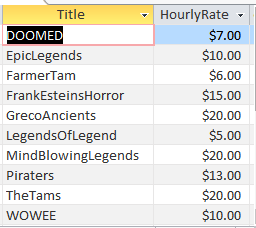 Title HourlyRate
DOOMED $7.00
EpicLegends $10.00
FarmerTam $6.00
FrankEsteinsHorror $15.00
GrecoAncients $20.00
LegendsOfLegend $5.00
MindBlowingLegends $20.00
Piraters $13.00
TheTams $20.00
WOWEE $10.00